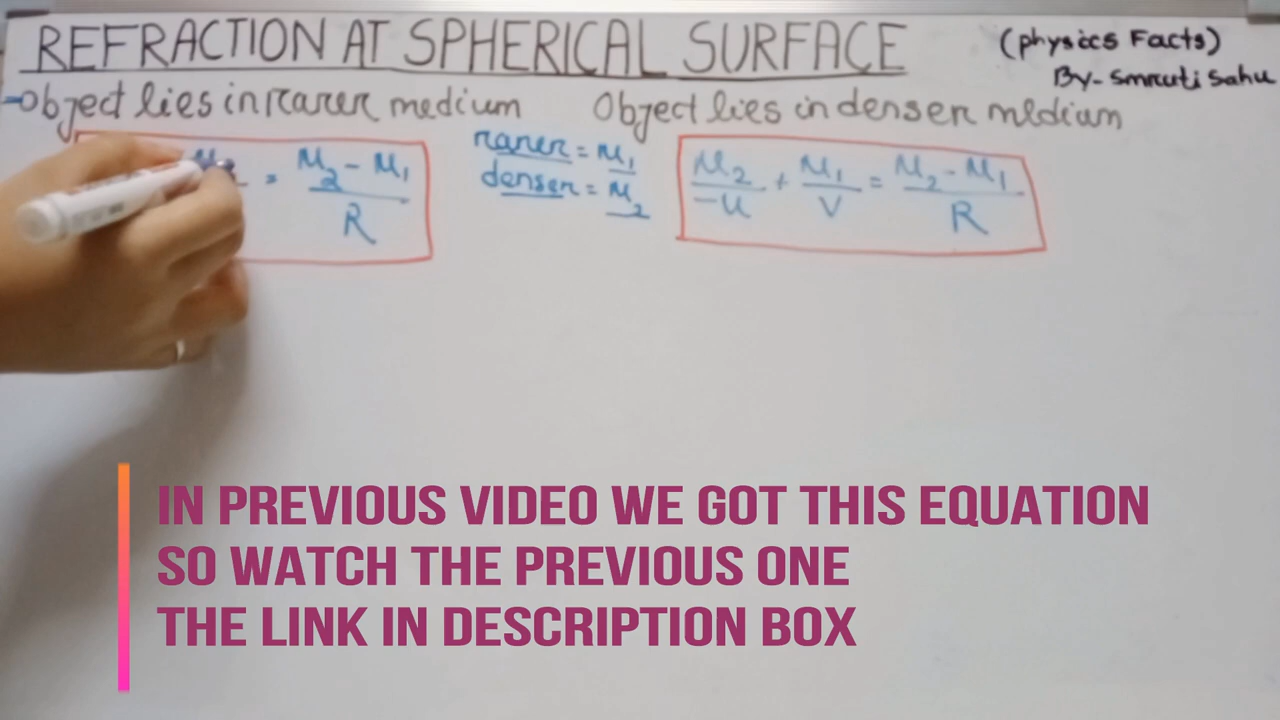 REFRACTION AT SPHERICAL SURFACE
(Physics Facts)
By- Smruti Sahu
-Object lies in rarer medium
Object lies in denser medium
= μ2 - μ1 / R
rarer = μ1
denser = μ2
μ2 / -u + μ1 / v = μ2 - μ1 / R
IN PREVIOUS VIDEO WE GOT THIS EQUATION
SO WATCH THE PREVIOUS ONE
THE LINK IN DESCRIPTION BOX